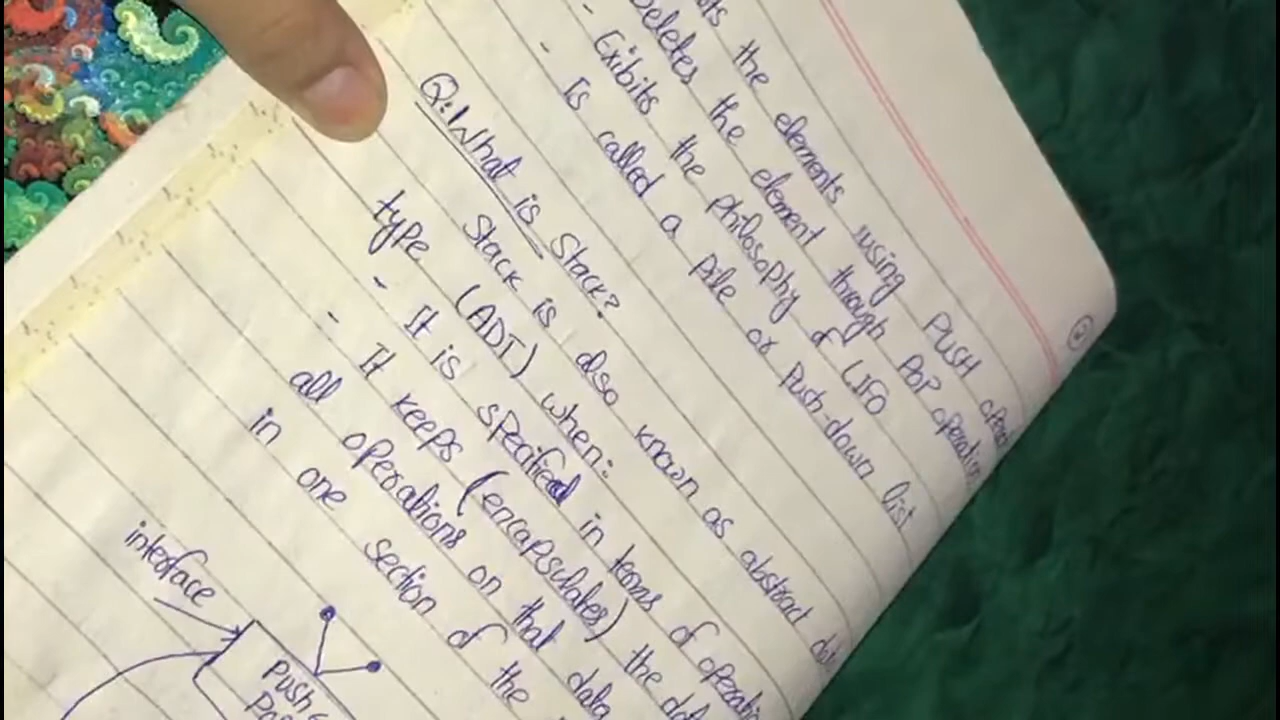 ②
the elements using PUSH
Deletes the element through POP operation
- Exibits the philosophy of LIFO
- Is called a pile or Push-down list
Q:What is Stack?
Stack is also known as abstract
type (ADT) when:
- It is specified in terms of
- It keeps (encapsulates) the
all operations on that data
in one section of the
interface
Push